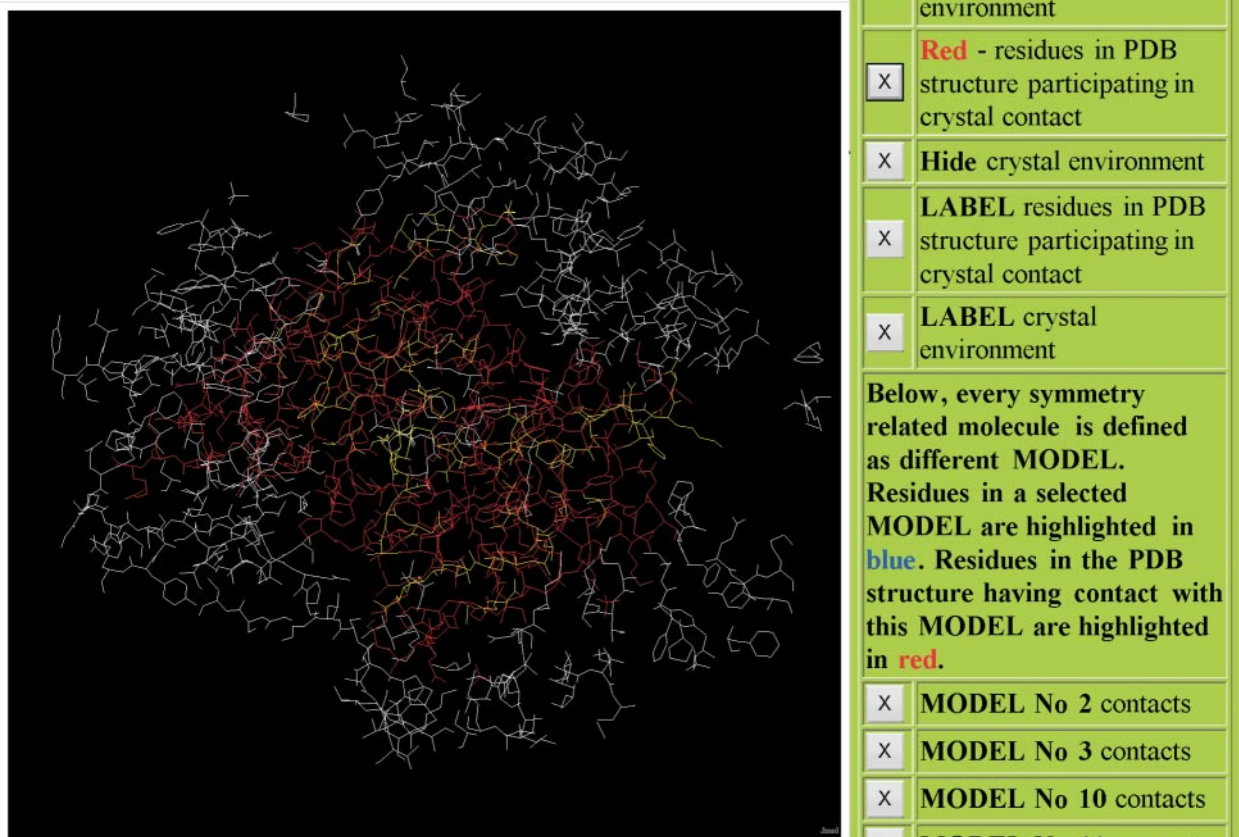 environment
Red - residues in PDB
structure participating in
crystal contact
X
Hide crystal environment
X
LABEL residues in PDB
structure participating in
crystal contact
X
LABEL crystal
environment
X
Below, every symmetry
related molecule is defined
as different MODEL.
Residues in a selected
MODEL are highlighted in
blue. Residues in the PDB
structure having contact with
this MODEL are highlighted
in red.
X MODEL No 2 contacts
X MODEL No 3 contacts
X MODEL No 10 contacts
Jmol